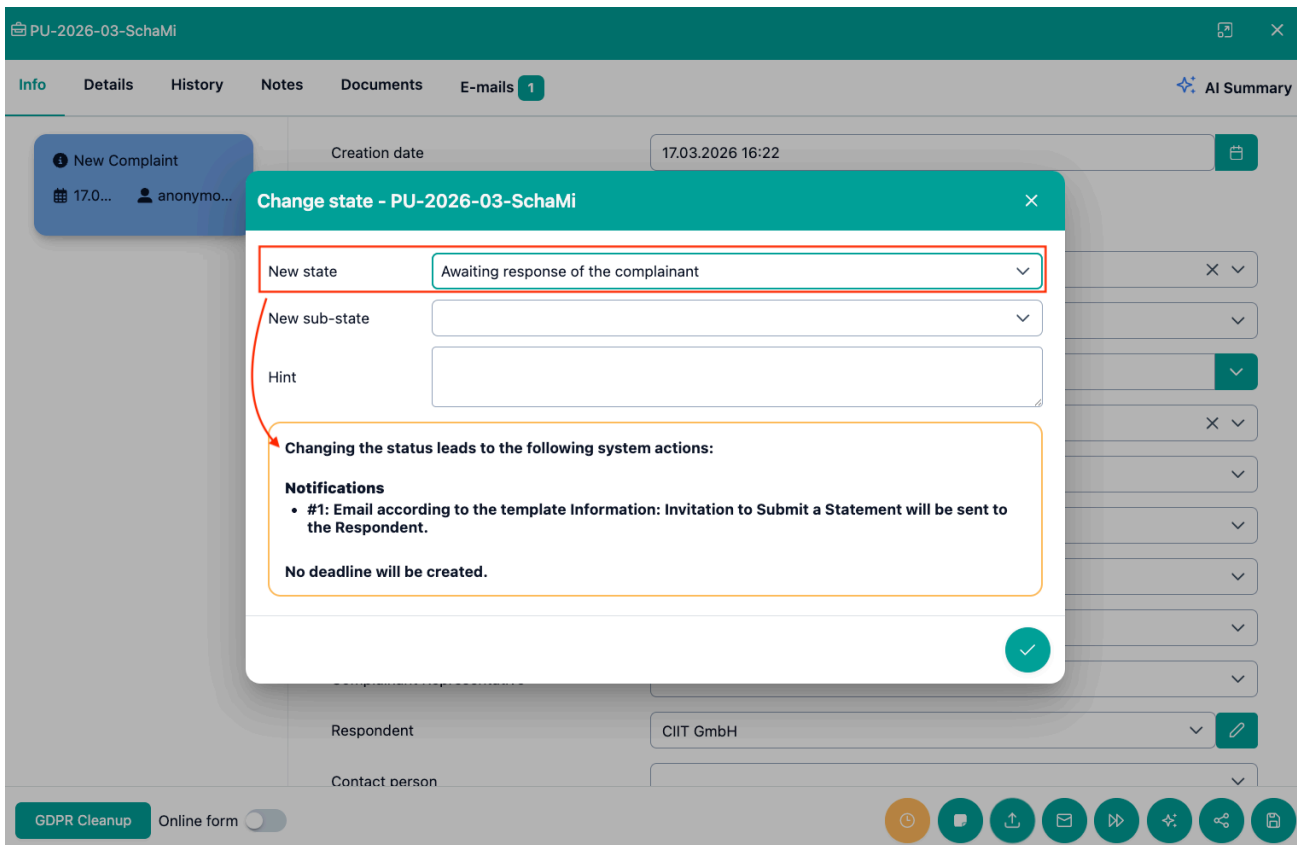 PU-2026-03-SchaMi
Info Details History Notes Documents E-mails 1 AI Summary
New Complaint
17.0... anonymo...
Creation date 17.03.2026 16:22
Change state - PU-2026-03-SchaMi
New state Awaiting response of the complainant
New sub-state
Hint
Changing the status leads to the following system actions:
Notifications
• #1: Email according to the template Information: Invitation to Submit a Statement will be sent to
the Respondent.
No deadline will be created.
Respondent CIIT GmbH
Contact person
GDPR Cleanup Online form